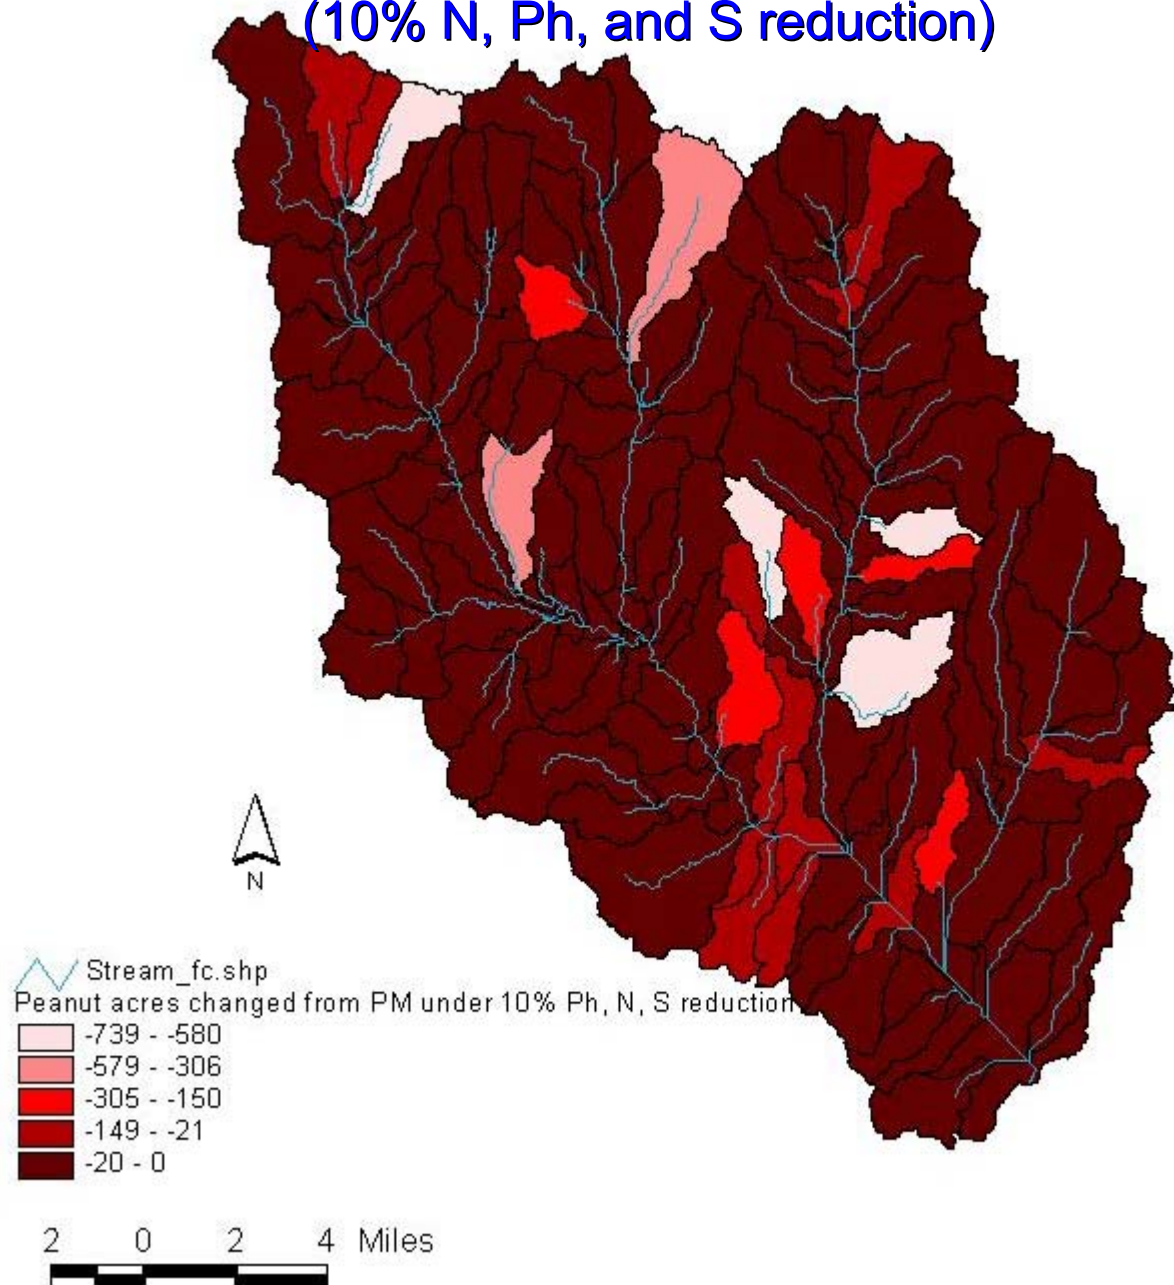 (10% N, Ph, and S reduction)
N
Stream_fc.shp
Peanut acres changed from PM under 10% Ph, N, S reduction
-739 - -580
-579 - -306
-305 - -150
-149 - -21
-20 - 0
2 0 2 4 Miles